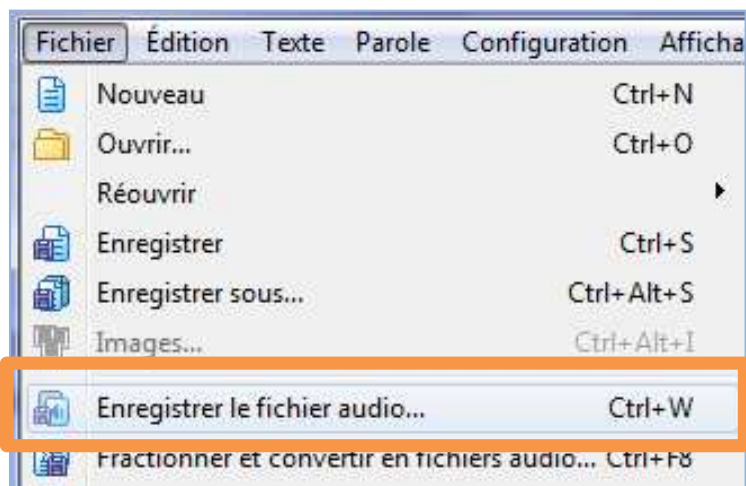 Fichier Édition Texte Parole Configuration Afficha
Nouveau Ctrl+N
Ouvrir... Ctrl+O
Réouvrir
Enregistrer Ctrl+S
Enregistrer sous... Ctrl+Alt+S
Images... Ctrl+Alt+I
Enregistrer le fichier audio... Ctrl+W
Fractionner et convertir en fichiers audio... Ctrl+F8